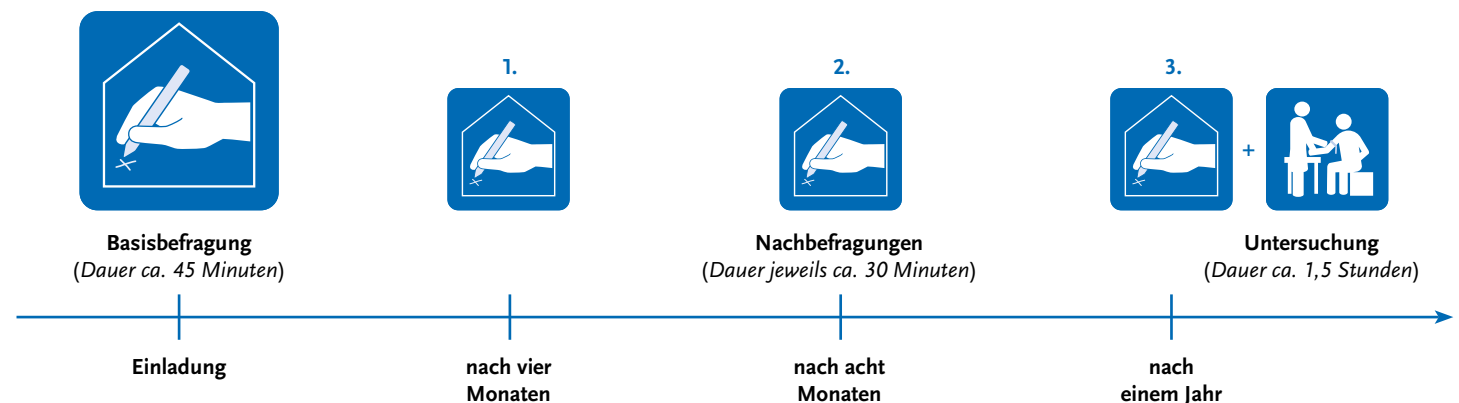 1.
2.
3.
+
Basisbefragung
(Dauer ca. 45 Minuten)
Nachbefragungen
(Dauer jeweils ca. 30 Minuten)
Untersuchung
(Dauer ca. 1,5 Stunden)
Einladung
nach vier
Monaten
nach acht
Monaten
nach
einem Jahr